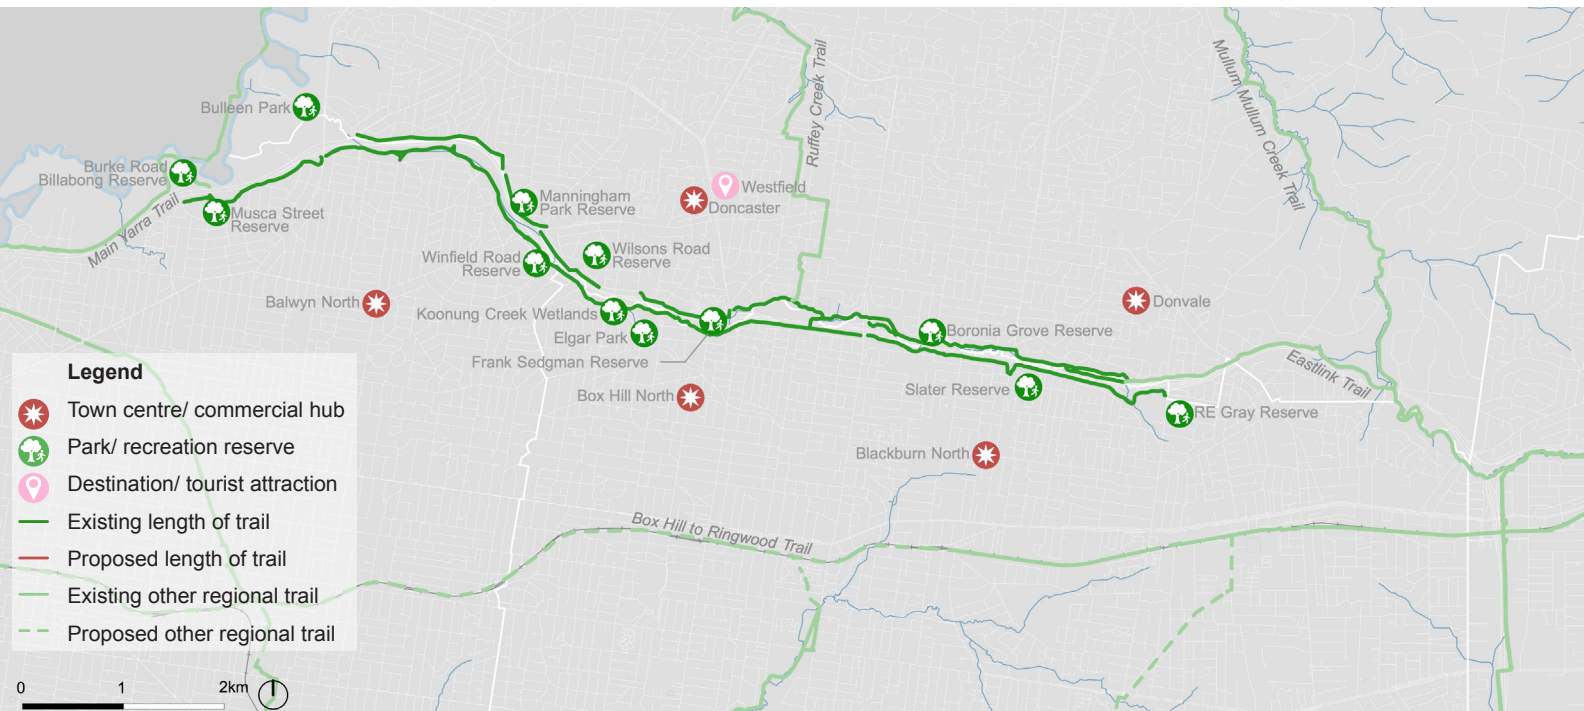 Bulleen Park
Burke Road
Billabong Reserve
Main Yarra Trail
Musca Street
Reserve
Manningham
Park Reserve
Westfield
Doncaster
Ruffey Creek Trail
Mullum Mullum Creek Trail
Winfield Road
Reserve
Wilsons Road
Reserve
Balwyn North
Koonung Creek Wetlands
Elgar Park
Frank Sedgman Reserve
Donvale
Boronia Grove Reserve
Eastlink Trail
Box Hill North
Slater Reserve
RE Gray Reserve
Blackburn North
Box Hill to Ringwood Trail
Legend
Town centre/ commercial hub
Park/ recreation reserve
Destination/ tourist attraction
Existing length of trail
Proposed length of trail
Existing other regional trail
Proposed other regional trail
0 1 2km